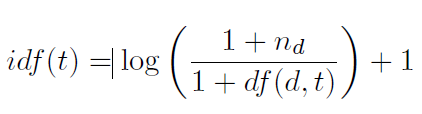 idf(t) = log ( (1 + n_d) / (1 + df(d, t)) ) + 1